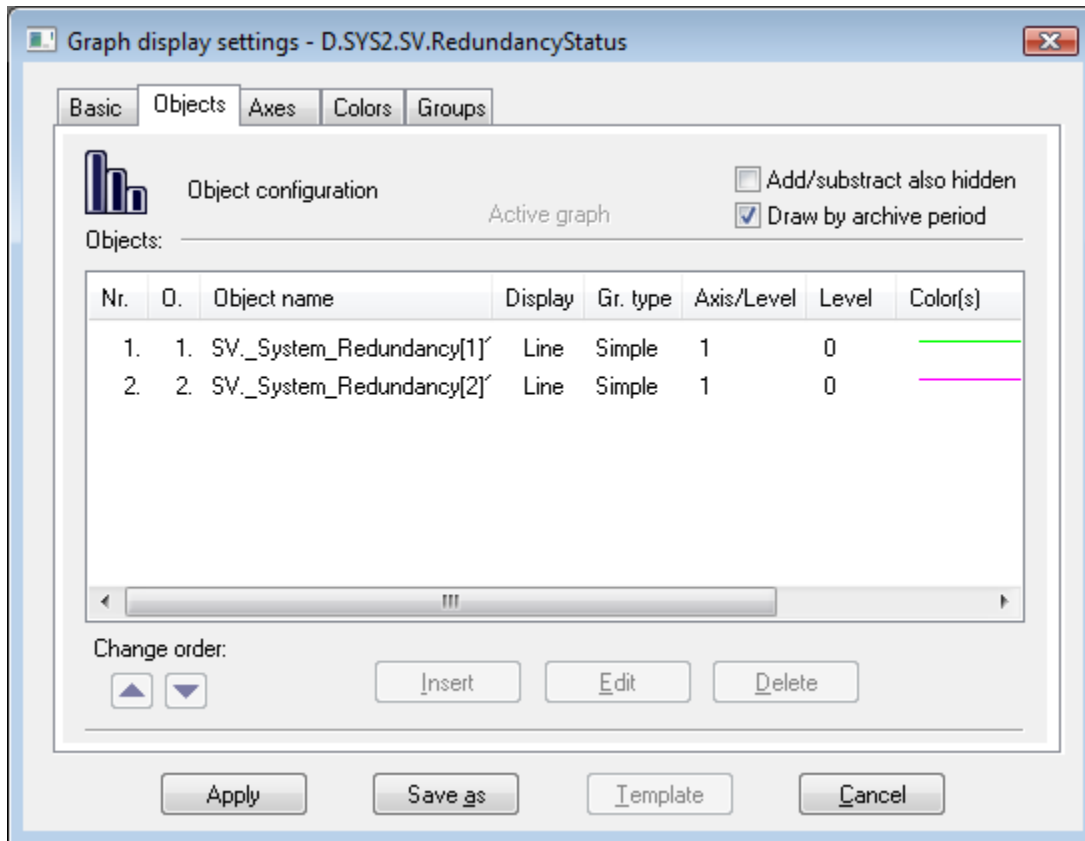 Graph display settings - D.SYS2.SV.RedundancyStatus
Basic Objects Axes Colors Groups
Object configuration
Add/substract also hidden
Active graph
Draw by archive period
Objects:
Nr. O. Object name Display Gr. type Axis/Level Level Color(s)
1. 1. SV._System_Redundancy[1] Line Simple 1 0
2. 2. SV._System_Redundancy[2] Line Simple 1 0
Change order:
Insert Edit Delete
Apply Save as Template Cancel